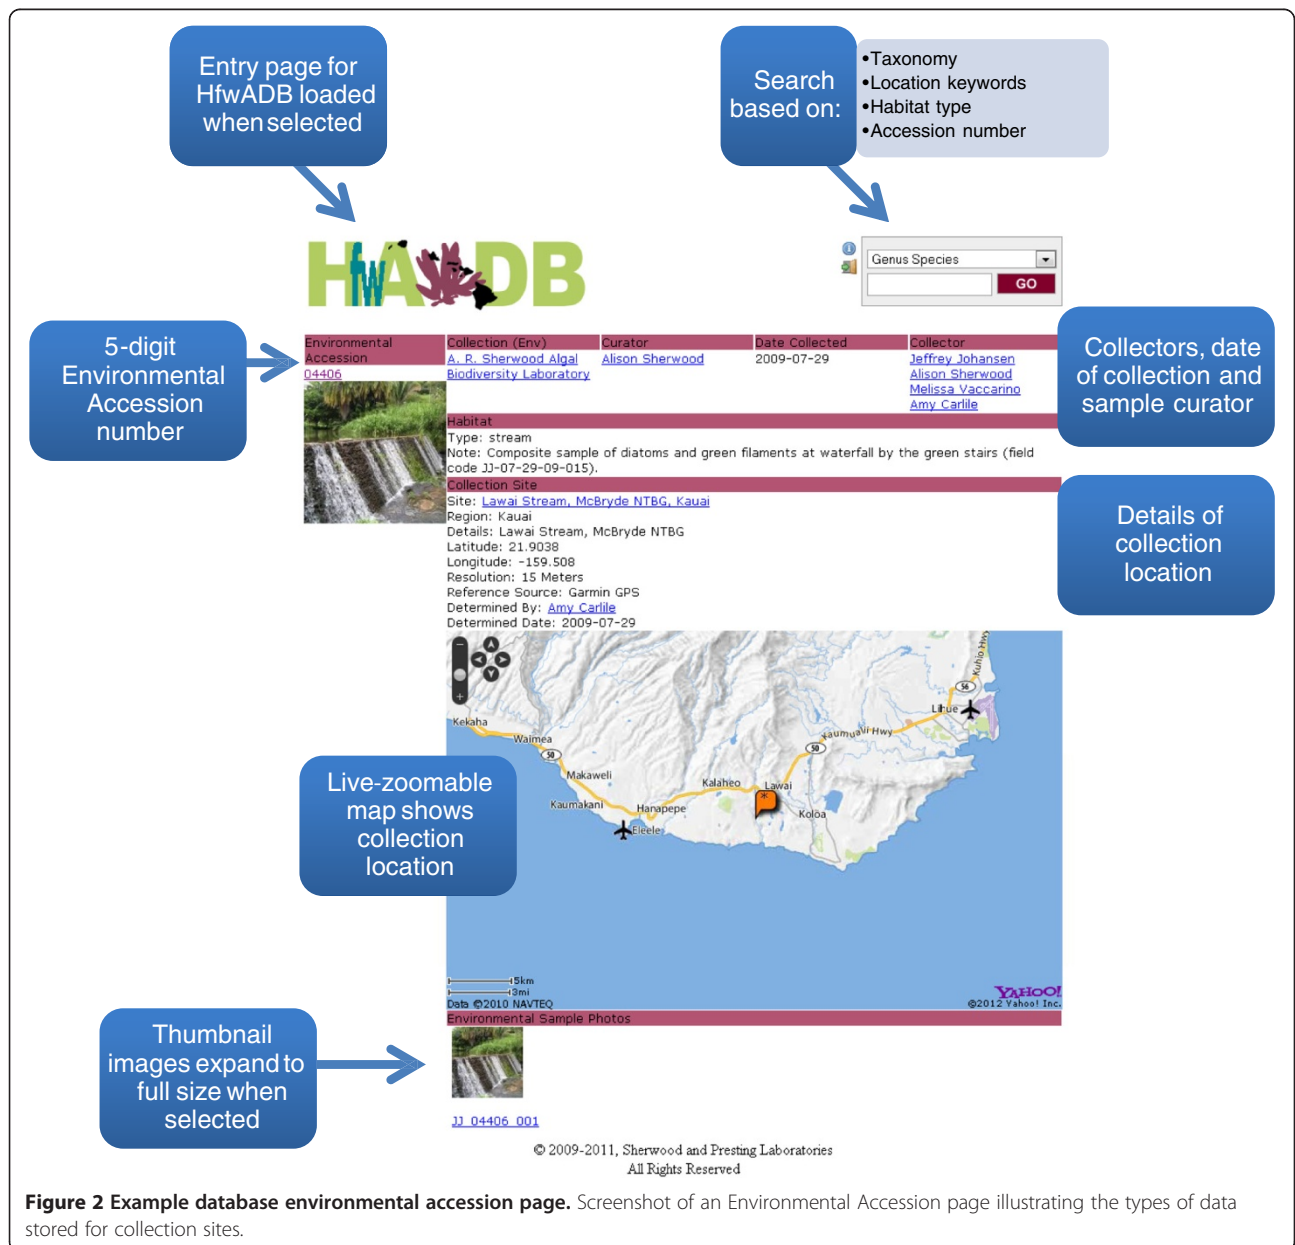 Entry page for
HfwADB loaded
when selected
Search
based on:
•Taxonomy
•Location keywords
•Habitat type
•Accession number
HfwADB
Genus Species
GO
5-digit
Environmental
Accession
number
Environmental
Accession
04406
Collection (Env)
A. R. Sherwood Algal
Biodiversity Laboratory
Curator
Alison Sherwood
Date Collected
2009-07-29
Collector
Jeffrey Johansen
Alison Sherwood
Melissa Vaccarino
Amy Carlile
Collectors, date
of collection and
sample curator
Habitat
Type: stream
Note: Composite sample of diatoms and green filaments at waterfall by the green stairs (field
code JJ-07-29-09-015).
Collection Site
Site: Lawai Stream, McBryde NTBG, Kauai
Region: Kauai
Details: Lawai Stream, McBryde NTBG
Latitude: 21.9038
Longitude: -159.508
Resolution: 15 Meters
Reference Source: Garmin GPS
Determined By: Amy Carlile
Determined Date: 2009-07-29
Details of
collection
location
Kuhio Hwy
56
Lihue
Kekaha
Waimea
50
Kaumualii Hwy
50
Makaweli
Kalaheo
Lawai
Kaumakani
Hanapepe
Koloa
Eleele
*
Live-zoomable
map shows
collection
location
5km
3mi
Data ©2010 NAVTEQ
YAHOO!
©2012 Yahoo! Inc.
Environmental Sample Photos
Thumbnail
images expand to
full size when
selected
JJ 04406 001
© 2009-2011, Sherwood and Presting Laboratories
All Rights Reserved
Figure 2 Example database environmental accession page. Screenshot of an Environmental Accession page illustrating the types of data
stored for collection sites.